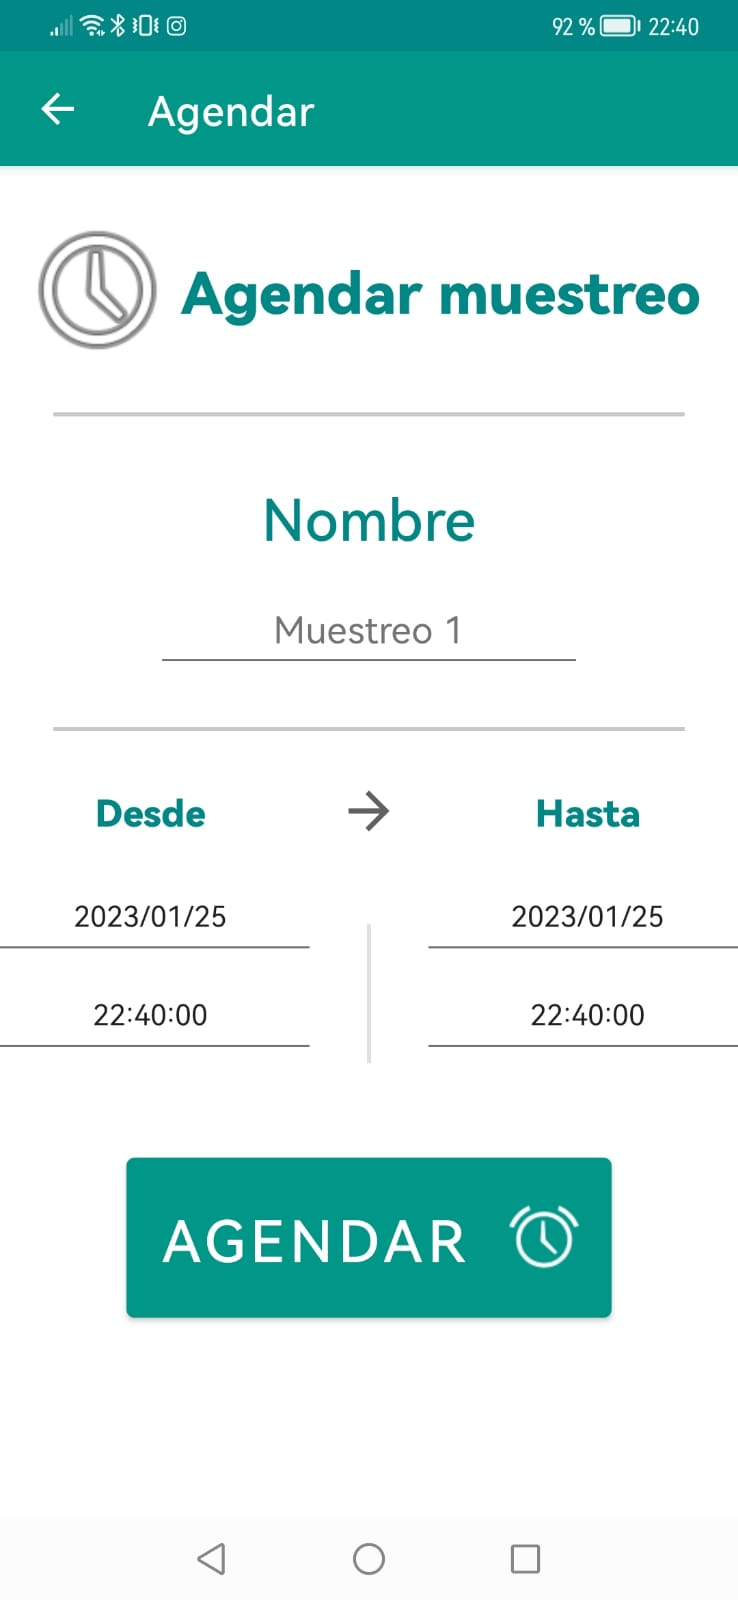 92 % 22:40
Agendar
Agendar muestreo
Nombre
Muestreo 1
Desde Hasta
2023/01/25 2023/01/25
22:40:00 22:40:00
AGENDAR